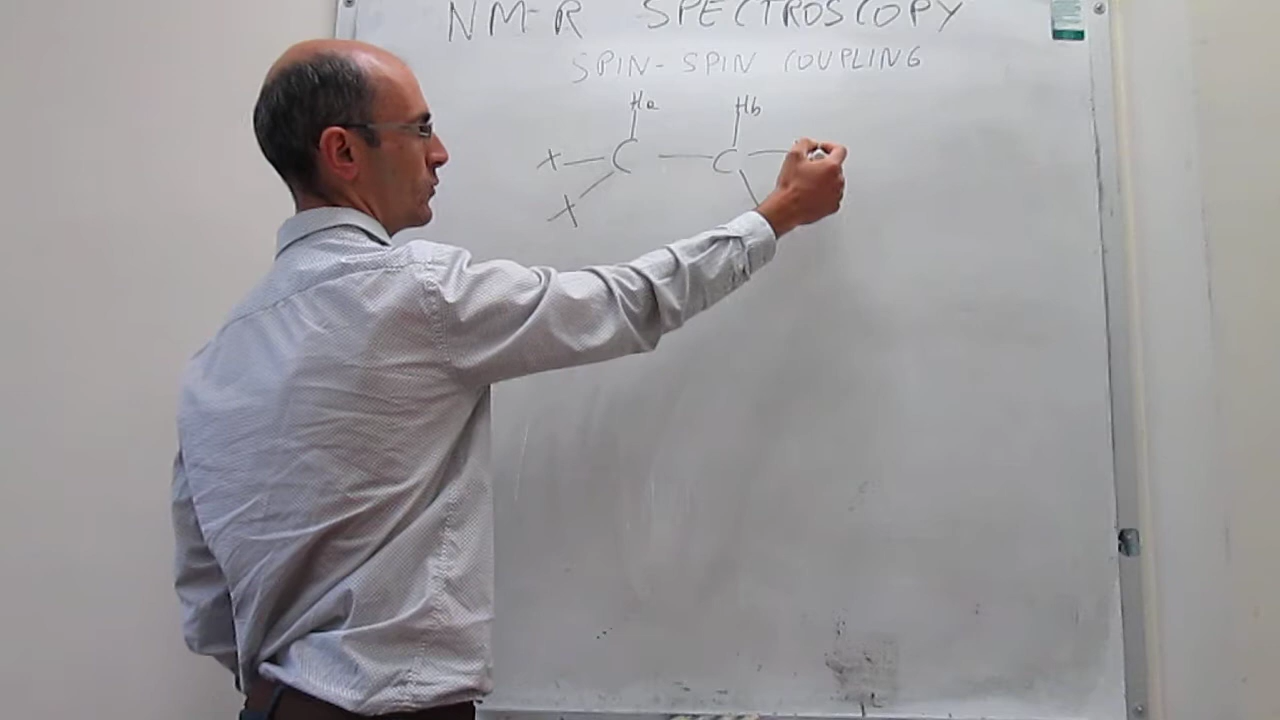 NMR SPECTROSCOPY
SPIN-SPIN COUPLING
Ha Hb
X C C
X